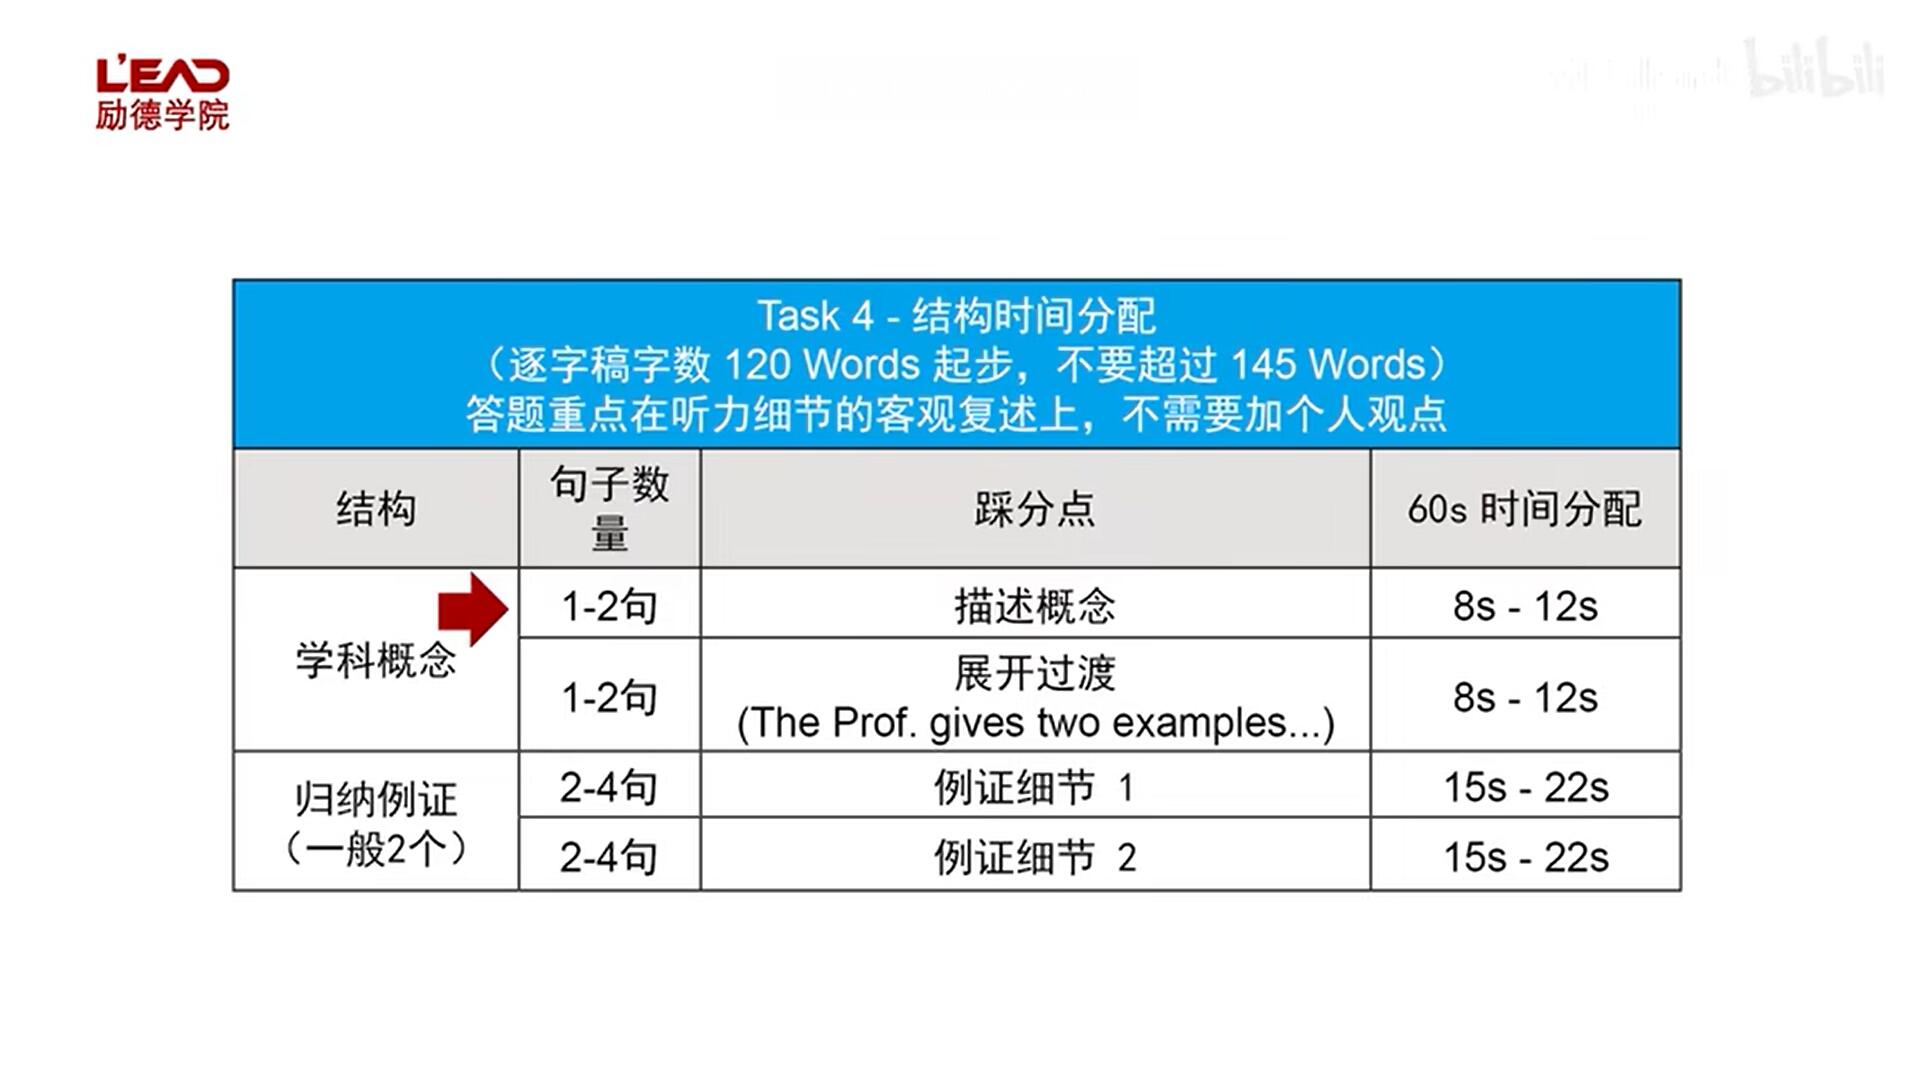 L'EAD
励德学院
bilibili
Task 4 - 结构时间分配
（逐字稿字数 120 Words 起步，不要超过 145 Words）
答题重点在听力细节的客观复述上，不需要加个人观点
结构
句子数
量
踩分点
60s 时间分配
学科概念
1-2句
描述概念
8s - 12s
1-2句
展开过渡
(The Prof. gives two examples...)
8s - 12s
归纳例证
（一般2个）
2-4句
例证细节 1
15s - 22s
2-4句
例证细节 2
15s - 22s